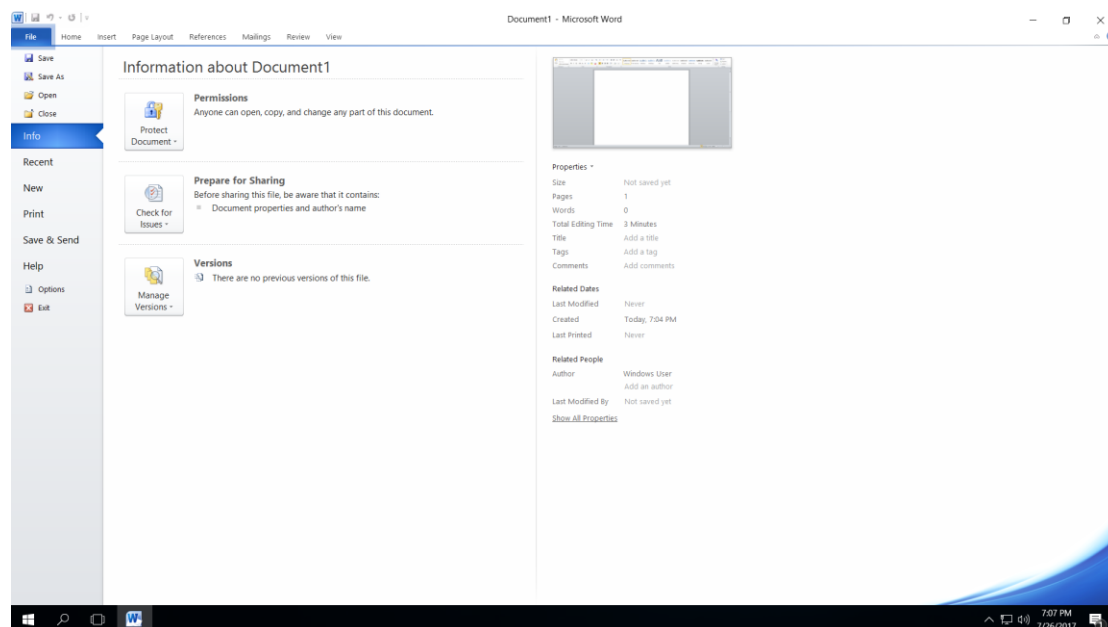 Document1 - Microsoft Word
File Home Insert Page Layout References Mailings Review View
Save
Save As
Open
Close
Info
Recent
New
Print
Save & Send
Help
Options
Exit
Information about Document1
Protect
Document
Permissions
Anyone can open, copy, and change any part of this document.
Check for
Issues
Prepare for Sharing
Before sharing this file, be aware that it contains:
Document properties and author's name
Manage
Versions
Versions
There are no previous versions of this file.
Properties
Size Not saved yet
Pages 1
Words 0
Total Editing Time 3 Minutes
Title Add a title
Tags Add a tag
Comments Add comments
Related Dates
Last Modified Never
Created Today, 7:04 PM
Last Printed Never
Related People
Author Windows User
Add an author
Last Modified By Not saved yet
Show All Properties
7:07 PM
7/26/2017